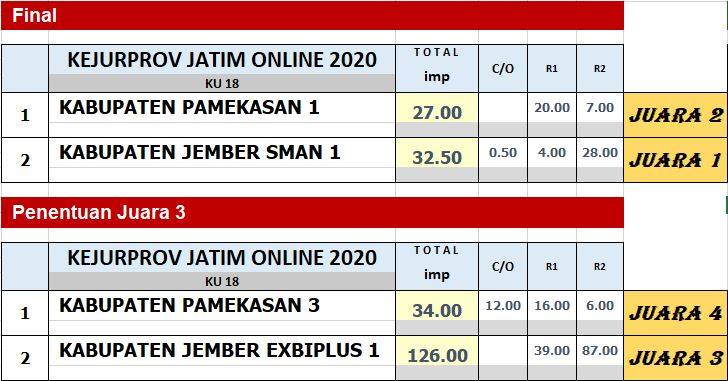 Final
KEJURPROV JATIM ONLINE 2020 TOTAL imp C/O R1 R2
KU 18
1 KABUPATEN PAMEKASAN 1 27.00 20.00 7.00 JUARA 2
2 KABUPATEN JEMBER SMAN 1 32.50 0.50 4.00 28.00 JUARA 1
Penentuan Juara 3
KEJURPROV JATIM ONLINE 2020 TOTAL imp C/O R1 R2
KU 18
1 KABUPATEN PAMEKASAN 3 34.00 12.00 16.00 6.00 JUARA 4
2 KABUPATEN JEMBER EXBIPLUS 1 126.00 39.00 87.00 JUARA 3